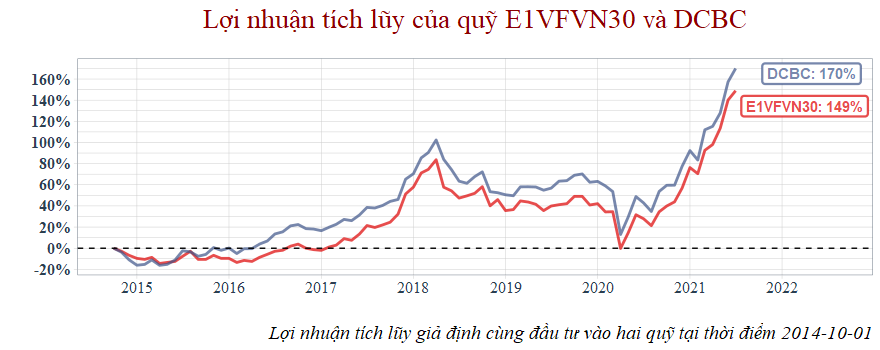 Lợi nhuận tích lũy của quỹ E1VFVN30 và DCBC
DCBC: 170%
E1VFVN30: 149%
160%
140%
120%
100%
80%
60%
40%
20%
0%
-20%
2015 2016 2017 2018 2019 2020 2021 2022
Lợi nhuận tích lũy giả định cùng đầu tư vào hai quỹ tại thời điểm 2014-10-01